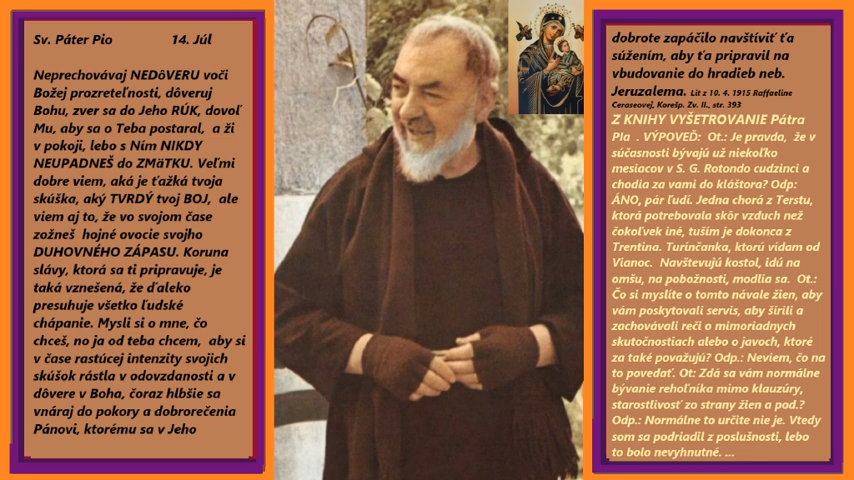 Sv. Páter Pio 14. Júl
Neprechovávaj NEDôVERU voči
Božej prozreteľnosti, dôveruj
Bohu, zver sa do Jeho RÚK, dovoľ
Mu, aby sa o Teba postaral, a ži
v pokoji, lebo s Ním NIKDY
NEUPADNEŠ do ZMäTKU. Veľmi
dobre viem, aká je ťažká tvoja
skúška, aký TVRDÝ tvoj BOJ, ale
viem aj to, že vo svojom čase
zožneš hojné ovocie svojho
DUHOVNÉHO ZÁPASU. Koruna
slávy, ktorá sa ti pripravuje, je
taká vznešená, že ďaleko
presuhuje všetko ľudské
chápanie. Mysli si o mne, čo
chceš, no ja od teba chcem, aby si
v čase rastúcej intenzity svojich
skúšok rástla v odovzdanosti a v
dôvere v Boha, čoraz hlbšie sa
vnáraj do pokory a dobrorečenia
Pánovi, ktorému sa v Jeho
dobrote zapáčilo navštíviť ťa
súžením, aby ťa pripravil na
vbudovanie do hradieb neb.
Jeruzalema. Lit z 10. 4. 1915 Raffaeline
Ceraseovej, Korešp. Zv. II., str. 393
Z KNIHY VYŠETROVANIE Pátra
Pia . VÝPOVEĎ: Ot.: Je pravda, že v
súčasnosti bývajú už niekoľko
mesiacov v S. G. Rotondo cudzinci a
chodia za vami do kláštora? Odp:
ÁNO, pár ľudí. Jedna chorá z Terstu,
ktorá potrebovala skôr vzduch než
čokoľvek iné, tuším je dokonca z
Trentina. Turínčanka, ktorú vídam od
Vianoc. Navštevujú kostol, idú na
omšu, na pobožnosti, modlia sa. Ot.:
Čo si myslíte o tomto návale žien, aby
vám poskytovali servis, aby šírili a
zachovávali reči o mimoriadnych
skutočnostiach alebo o javoch, ktoré
za také považujú? Odp.: Neviem, čo na
to povedať. Ot: Zdá sa vám normálne
bývanie rehoľníka mimo klauzúry,
starostlivosť zo strany žien a pod.?
Odp.: Normálne to určite nie je. Vtedy
som sa podriadil z poslušnosti, lebo
to bolo nevyhnutné. ...